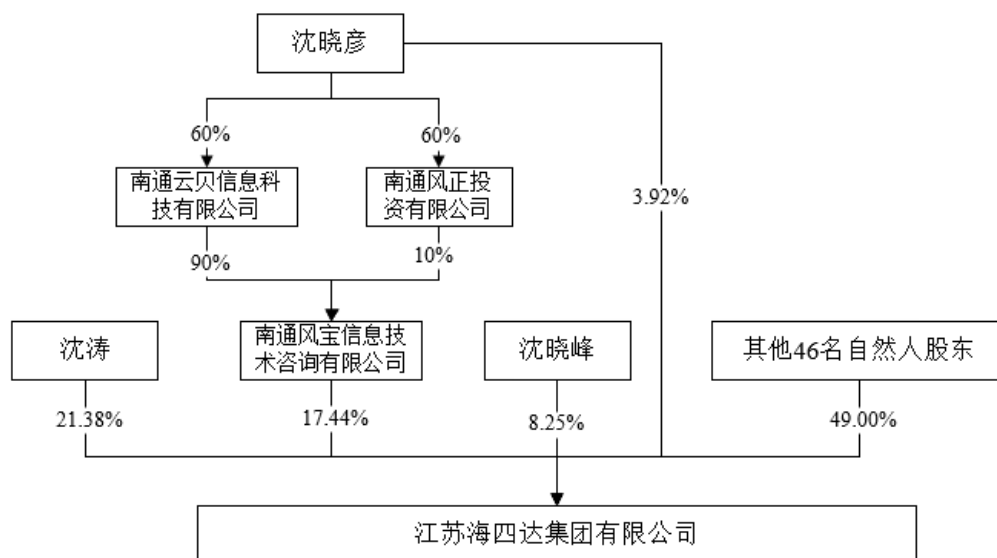 沈晓彦
60%
60%
南通云贝信息科
技有限公司
南通风正投
资有限公司
3.92%
90%
10%
沈涛
南通风宝信息技
术咨询有限公司
沈晓峰
其他46名自然人股东
21.38%
17.44%
8.25%
49.00%
江苏海四达集团有限公司